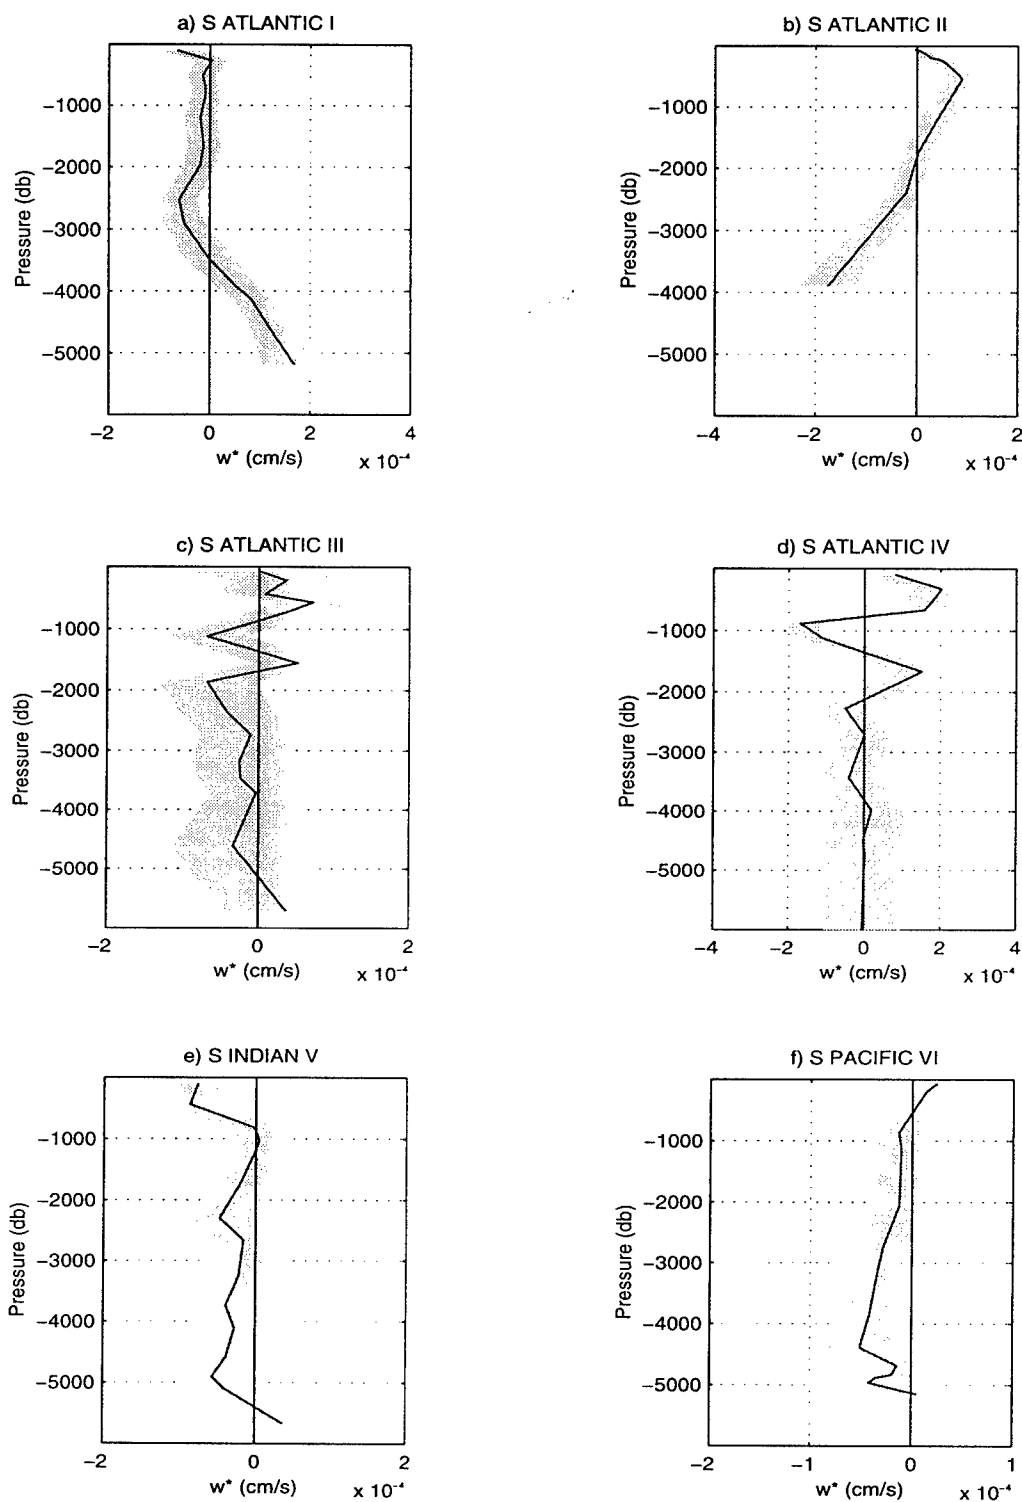 a) S ATLANTIC I
−1000
−2000
−3000
−4000
−5000
Pressure (db)
−2 0 2 4
w* (cm/s) x 10⁻⁴
b) S ATLANTIC II
−1000
−2000
−3000
−4000
−5000
Pressure (db)
−4 −2 0 2
w* (cm/s) x 10⁻⁴
c) S ATLANTIC III
−1000
−2000
−3000
−4000
−5000
Pressure (db)
−2 0 2
w* (cm/s) x 10⁻⁴
d) S ATLANTIC IV
−1000
−2000
−3000
−4000
−5000
Pressure (db)
−4 −2 0 2 4
w* (cm/s) x 10⁻⁴
e) S INDIAN V
−1000
−2000
−3000
−4000
−5000
Pressure (db)
−2 0 2
w* (cm/s) x 10⁻⁴
f) S PACIFIC VI
−1000
−2000
−3000
−4000
−5000
Pressure (db)
−2 −1 0 1
w* (cm/s) x 10⁻⁴